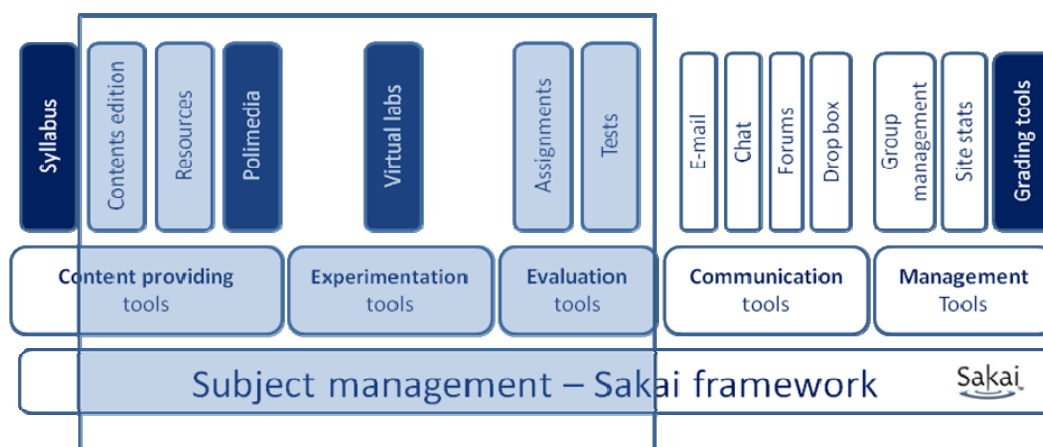 Syllabus
Contents edition
Resources
Polimedia
Virtual labs
Assignments
Tests
E-mail
Chat
Forums
Drop box
Group
management
Site stats
Grading tools
Content providing
tools
Experimentation
tools
Evaluation
tools
Communication
tools
Management
Tools
Subject management – Sakai framework
Sakai